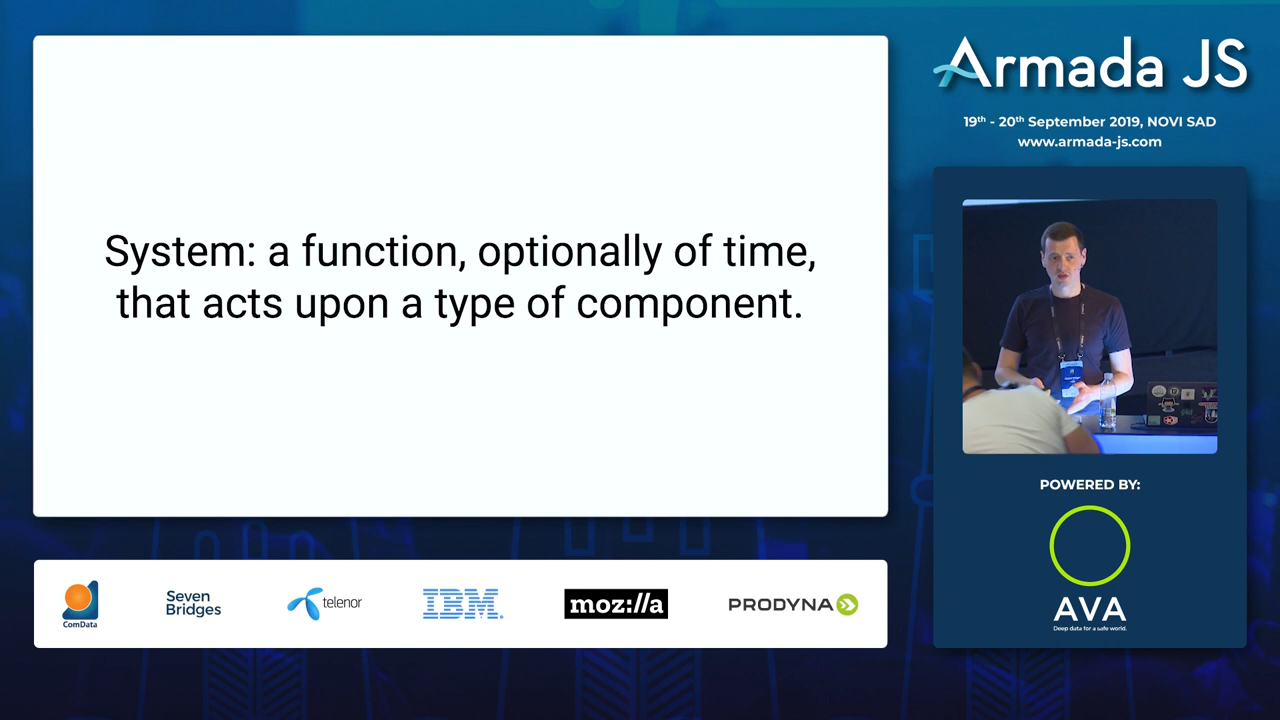 System: a function, optionally of time,
that acts upon a type of component.
Armada JS
19th - 20th September 2019, NOVI SAD
www.armada-js.com
POWERED BY:
AVA
Deep data for a safe world.
ComData
Seven
Bridges
telenor
IBM
moz://a
PRODYNA